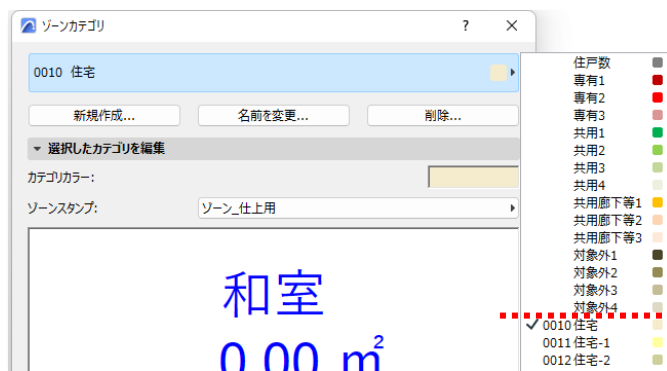 ゾーンカテゴリ
?
×
0010 住宅
新規作成...
名前を変更...
削除...
選択したカテゴリを編集
カテゴリカラー:
ゾーンスタンプ:
ゾーン_仕上用
和室
0.00 ㎡
住戸数
専有1
専有2
専有3
共用1
共用2
共用3
共用4
共用廊下等1
共用廊下等2
共用廊下等3
対象外1
対象外2
対象外3
対象外4
0010 住宅
0011 住宅-1
0012 住宅-2